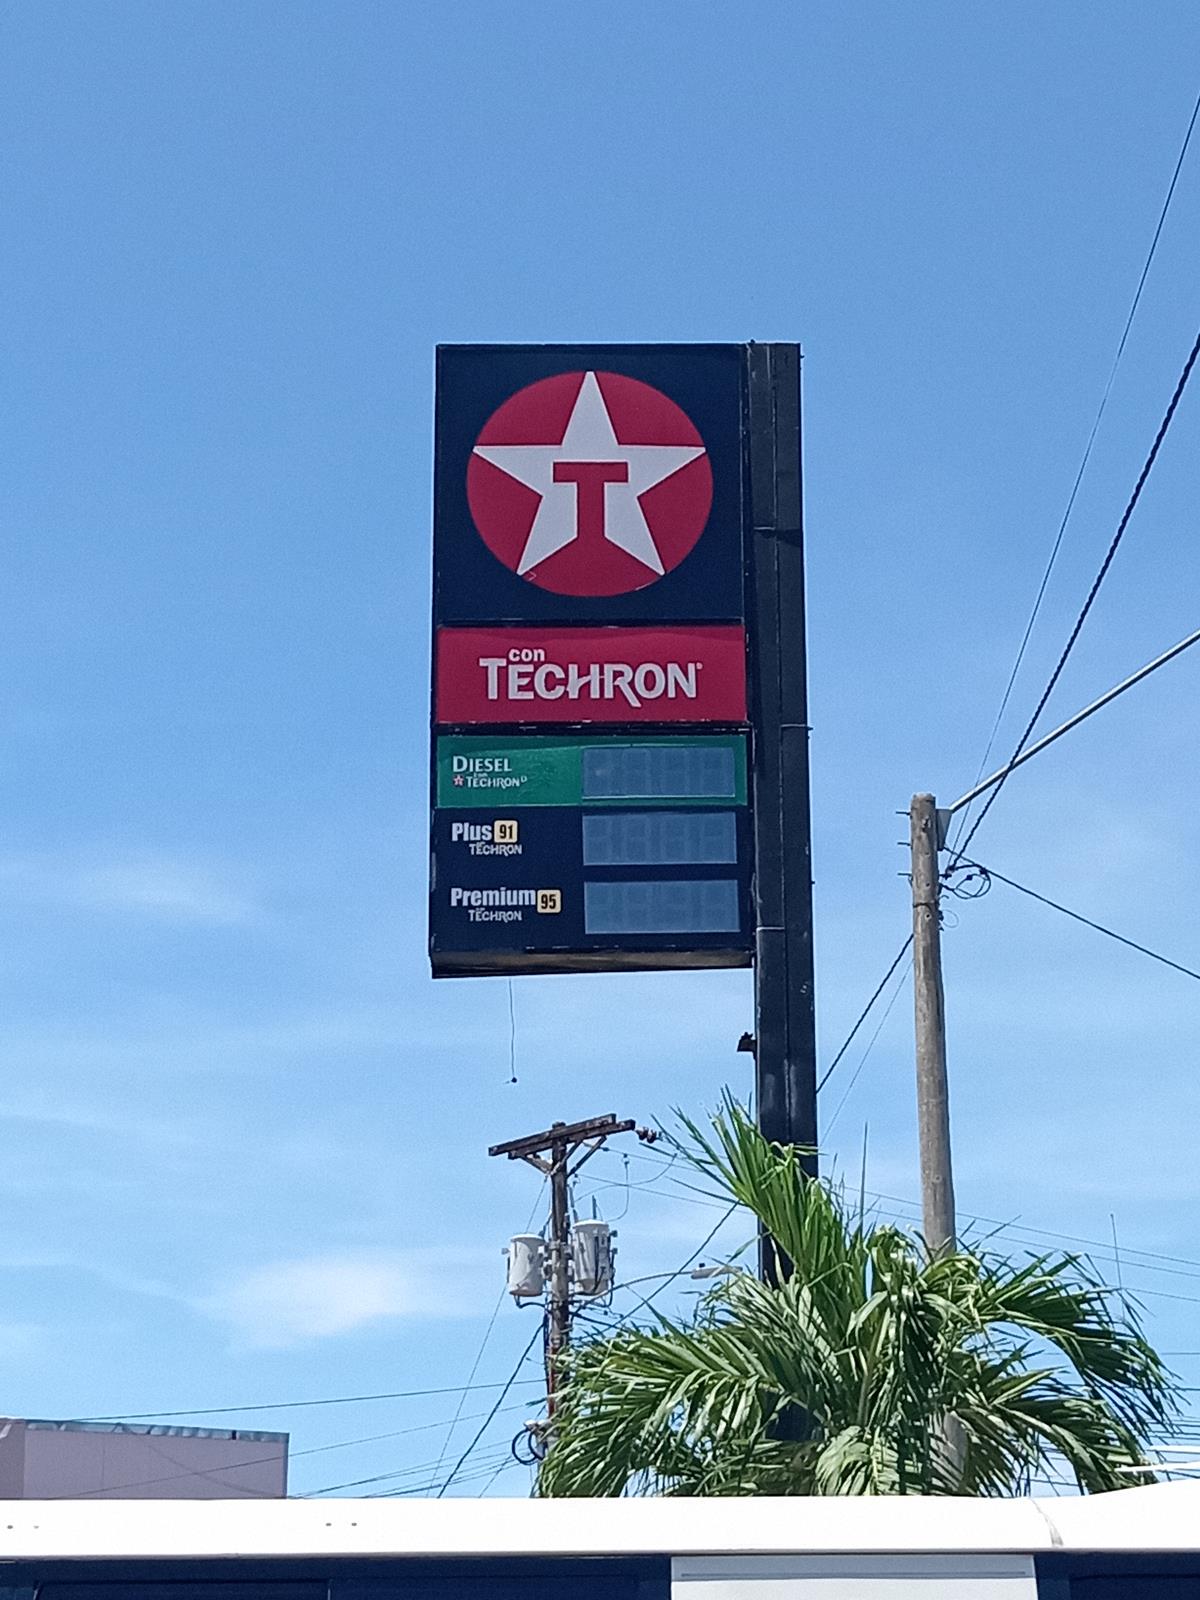 T
con
TECHRON®
DIESEL
con
TECHRON D
Plus 91
con
TECHRON
Premium 95
con
TECHRON